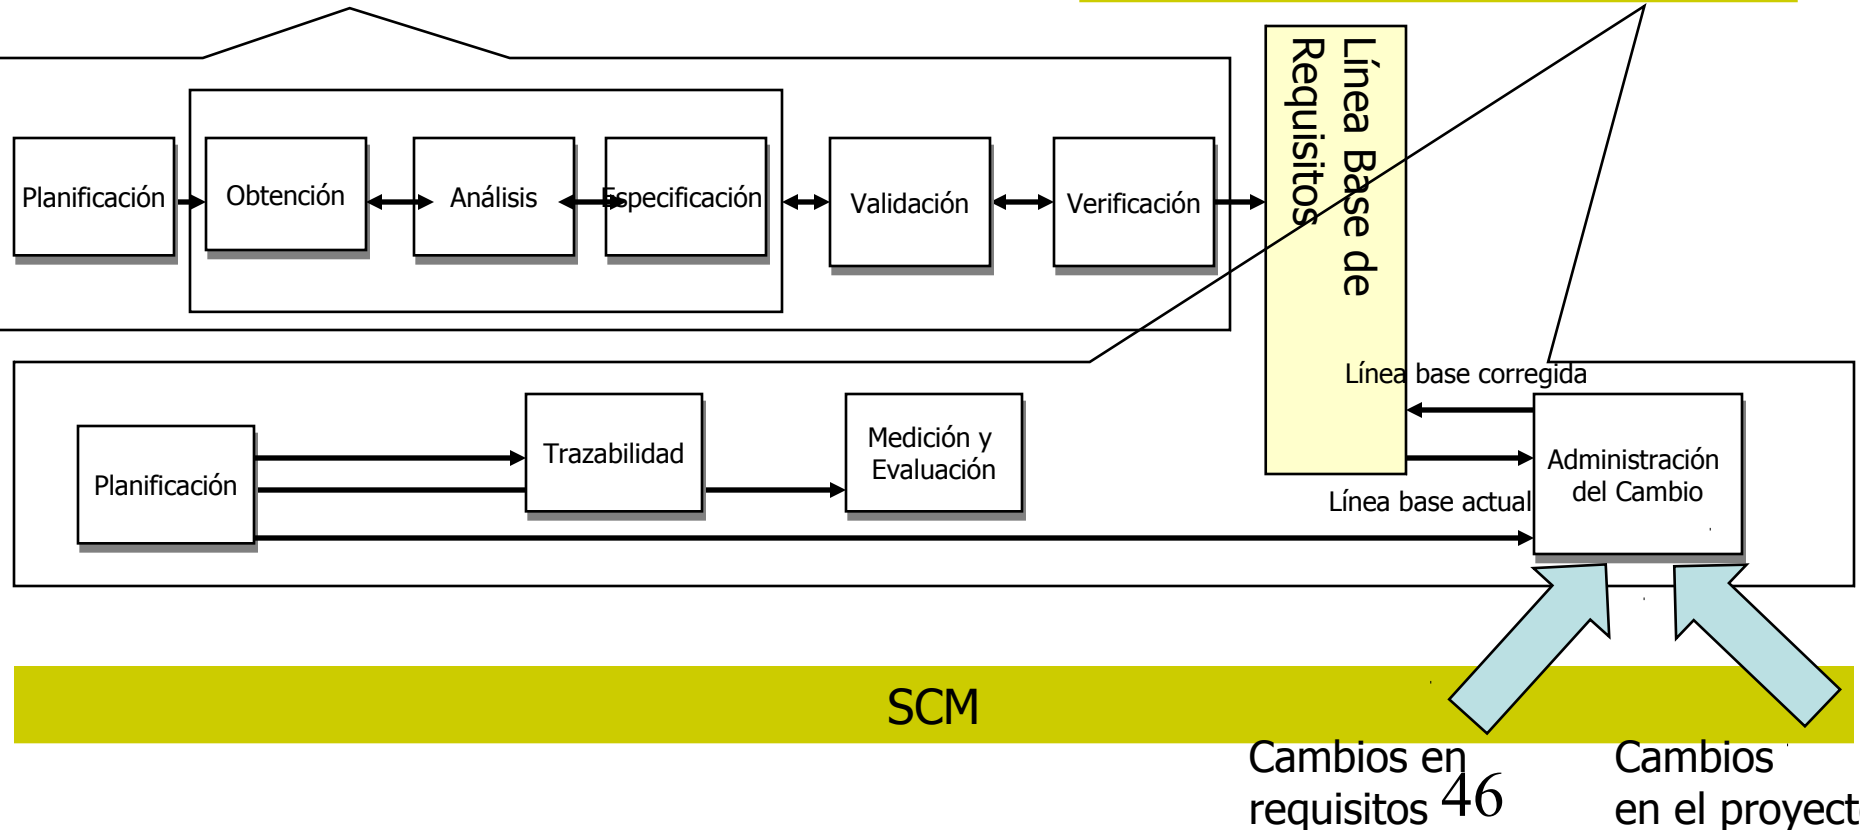 Línea Base de
Requisitos
Planificación
Obtención
Análisis
Especificación
Validación
Verificación
Línea base corregida
Planificación
Trazabilidad
Medición y
Evaluación
Administración
del Cambio
Línea base actual
SCM
Cambios en
requisitos
46
Cambios
en el proyecto